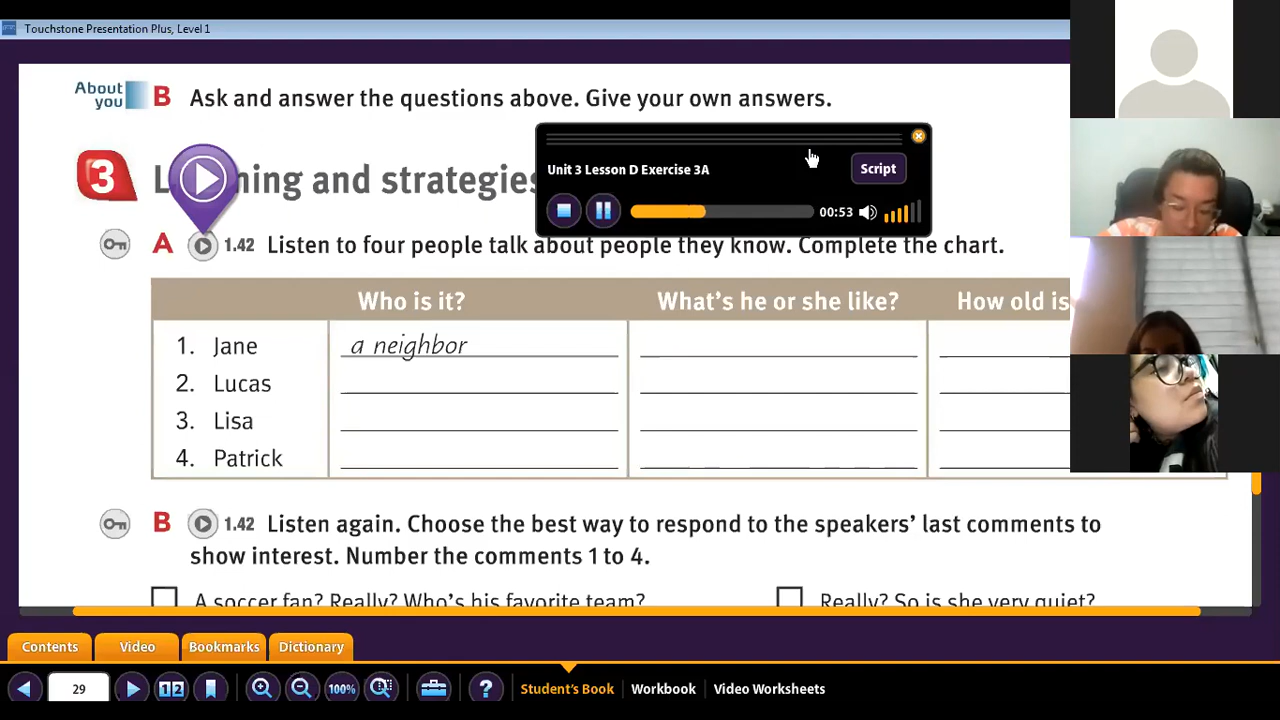 Touchstone Presentation Plus, Level 1
About you
B Ask and answer the questions above. Give your own answers.
Unit 3 Lesson D Exercise 3A
Script
00:53
3 and strategies
A 1.42 Listen to four people talk about people they know. Complete the chart.
Who is it? What's he or she like? How old is
1. Jane a neighbor
2. Lucas
3. Lisa
4. Patrick
B 1.42 Listen again. Choose the best way to respond to the speakers' last comments to
show interest. Number the comments 1 to 4.
A soccer fan? Really? Who's his favorite team? Really? So is she very quiet?
Contents Video Bookmarks Dictionary
29 12 100% ? Student's Book Workbook Video Worksheets